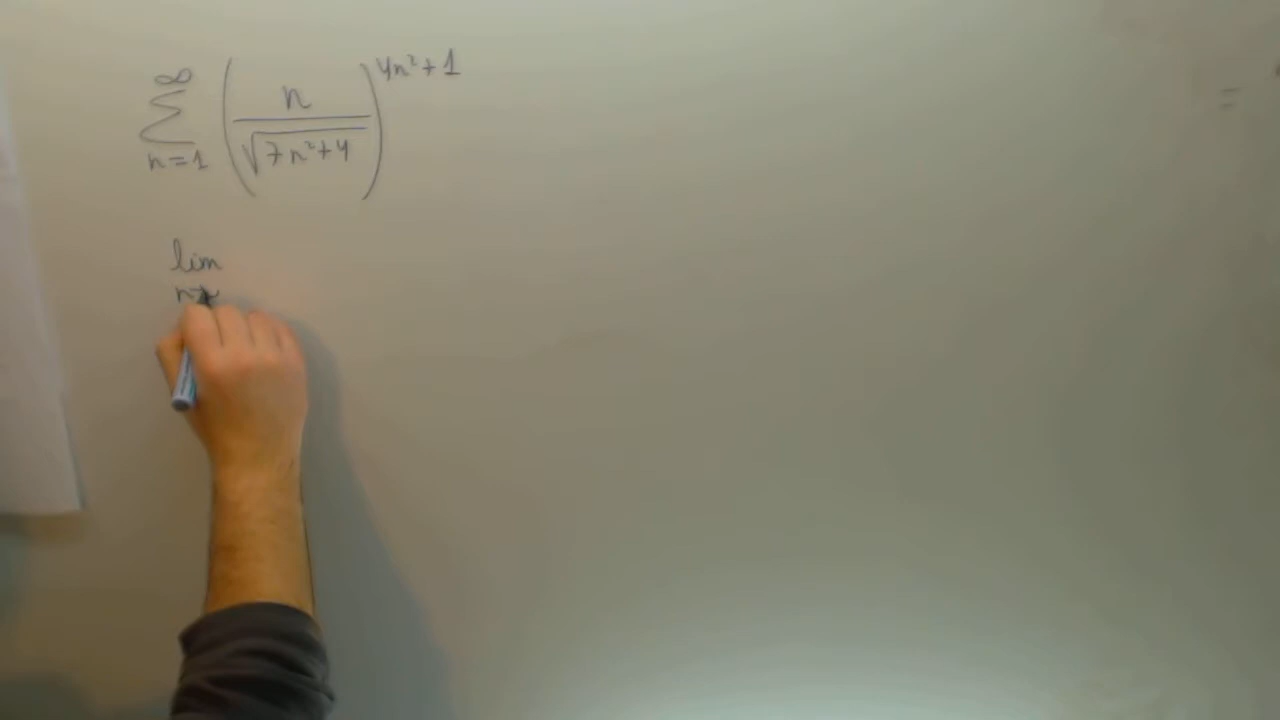 ∞
∑ ( n / √(7n²+4) )^(4n²+1)
n=1
lim
n→
=